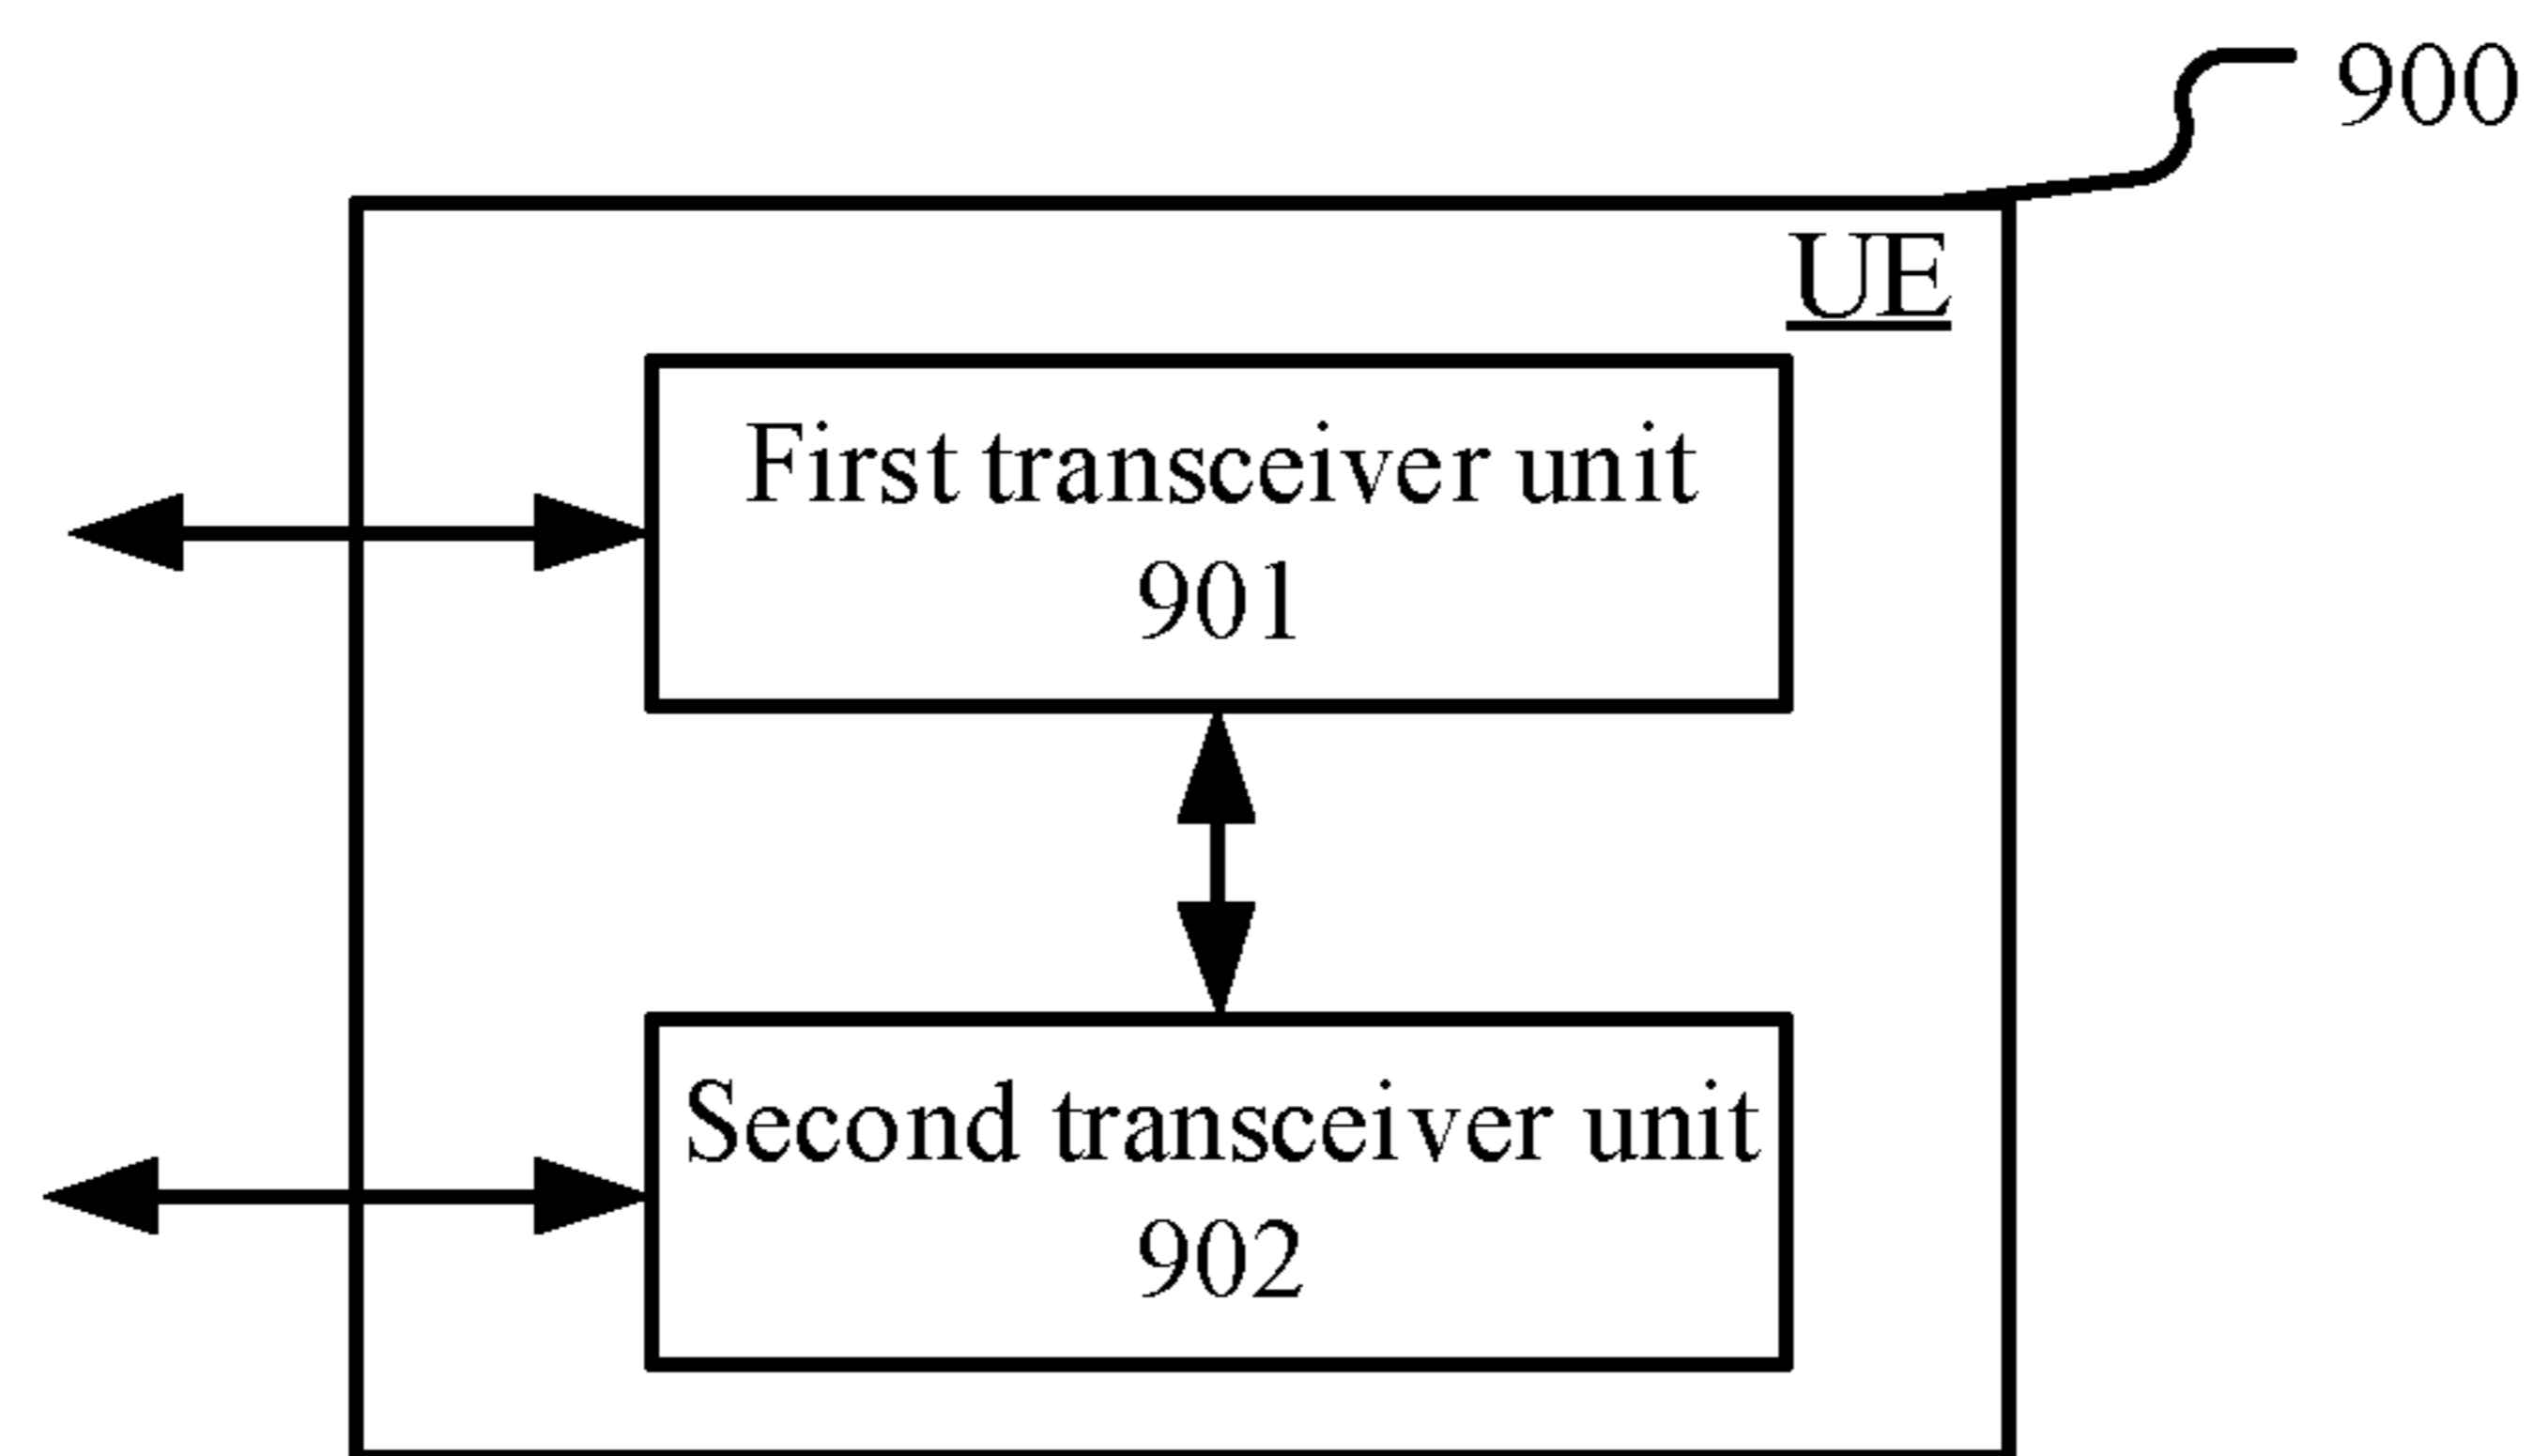 900
UE
First transceiver unit
901
Second transceiver unit
902